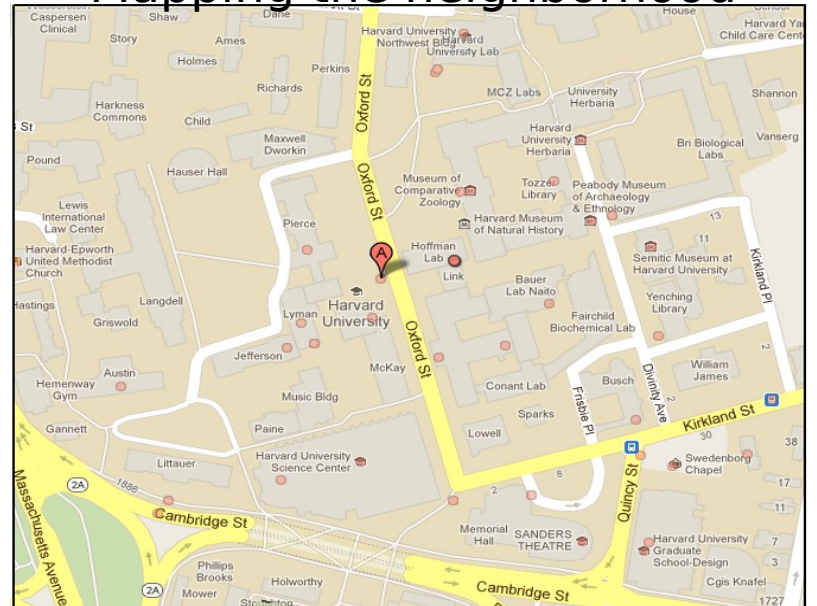 Mapping the neighborhood
Caspersen
Clinical
Story
Dane
Ames
Holmes
Perkins
Richards
Harvard University
Northwest Bldg
Harvard
University Lab
House
Harvard
Child Care Center
Harkness
Commons
Child
Oxford St
MCZ Labs
University
Herbaria
Shannon
St
Maxwell
Dworkin
Harvard
University
Herbaria
Bri Biological
Labs
Vanserg
Pound
Hauser Hall
Oxford St
Museum of
Comparative
Zoology
Tozzer
Library
Peabody Museum
of Archaeology
& Ethnology
Lewis
International
Law Center
Pierce
Harvard Museum
of Natural History
13
11
Harvard-Epworth
United Methodist
Church
A
Hoffman
Lab
Link
Semitic Museum at
Harvard University
Kirkland Pl
Hastings
Langdell
Griswold
Harvard
University
Lyman
Bauer
Lab Naito
Yenching
Library
Fairchild
Biochemical Lab
Jefferson
Oxford St
2
Austin
Hemenway
Gym
McKay
Conant Lab
Frisbie Pl
Busch
Divinity Ave
William
James
Music Bldg
Sparks
2
Gannett
Paine
Lowell
Kirkland St
30
38
Littauer
Harvard University
Science Center
Swedenborg
Chapel
2A
1886
2
8
Quincy St
17
11
Massachusetts Avenue
Cambridge St
Memorial
Hall
SANDERS
THEATRE
Harvard University
Graduate
School-Design
7
3
Phillips
Brooks
Holworthy
2A
Mower
Stoughton
Cambridge St
Cgis Knafel
1727